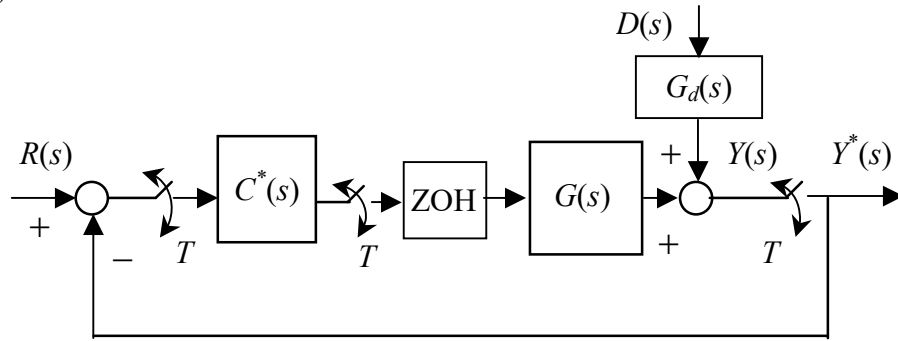 D(s)
G_d(s)
R(s)
C^*(s)
ZOH
G(s)
+
Y(s)
Y^*(s)
+
−
T
T
+
T